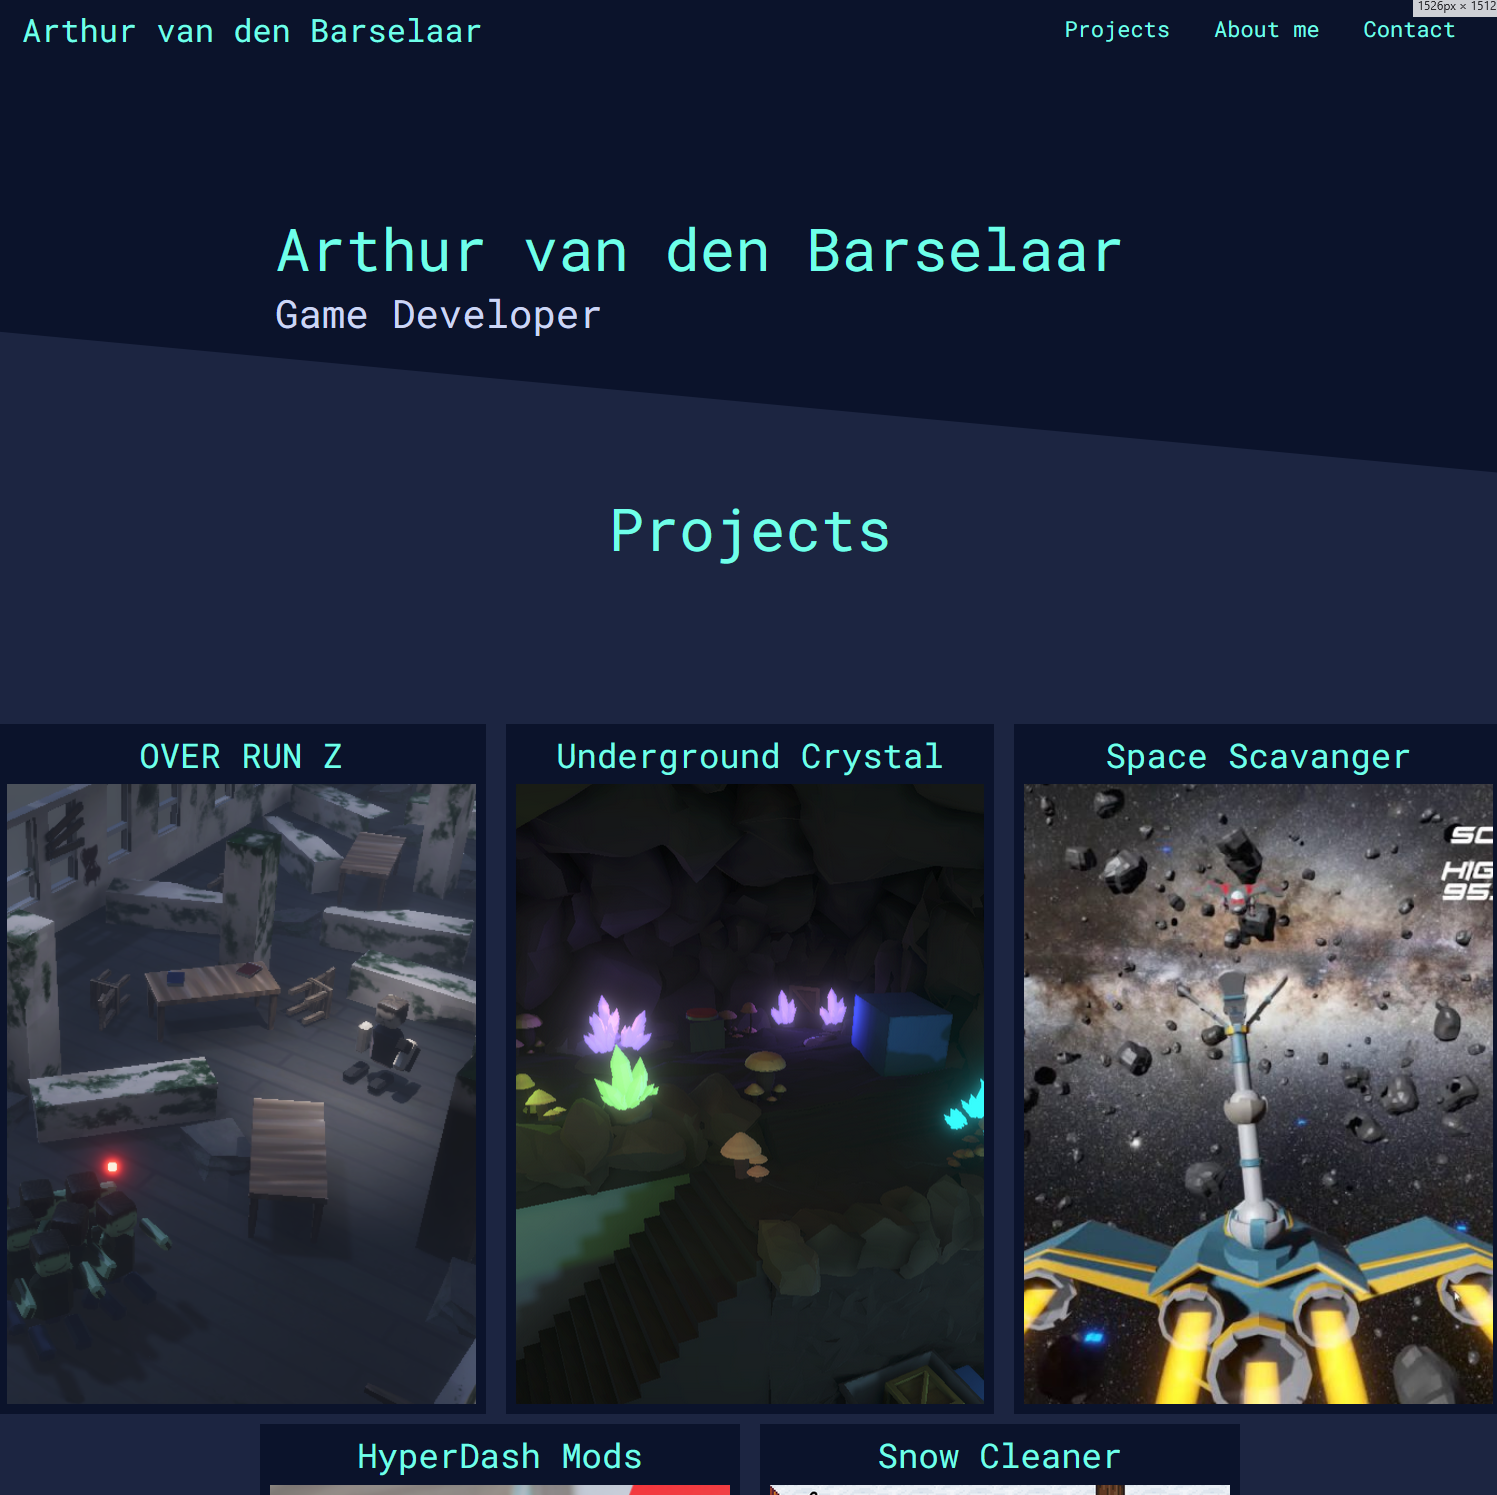 Arthur van den Barselaar
Projects About me Contact
1526px × 1512
Arthur van den Barselaar
Game Developer
Projects
OVER RUN Z
Underground Crystal
Space Scavanger
SC
HIG
95.
HyperDash Mods
Snow Cleaner